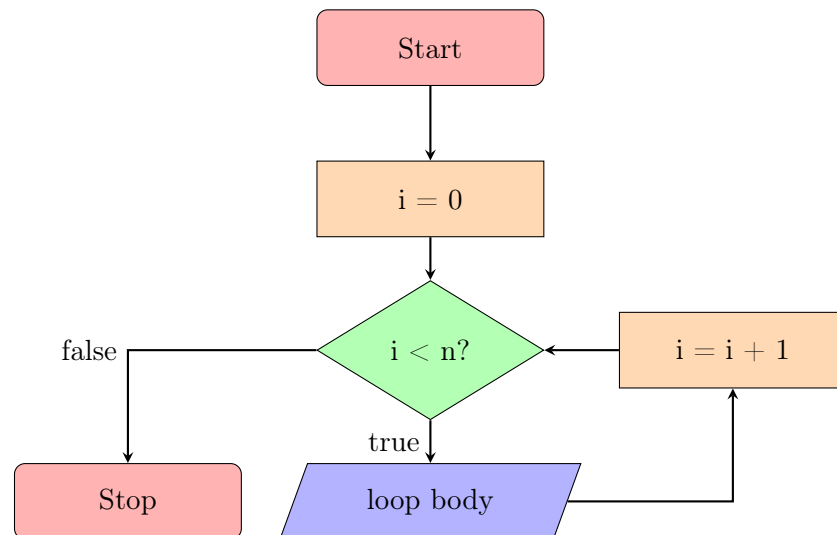 Start
i = 0
false
i < n?
i = i + 1
true
Stop
loop body